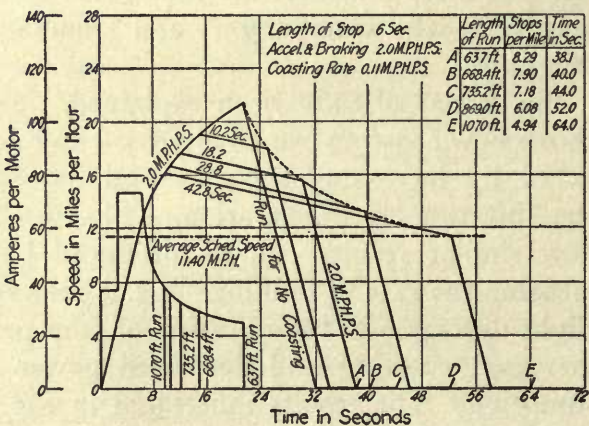 Length of Stop 6 Sec.
Accel. & Braking 2.0 M.P.H.P.S.
Coasting Rate 0.11 M.P.H.P.S.
Length of Run Stops per Mile Time in Sec.
A 637 ft. 8.29 38.1
B 668.4 ft. 7.90 40.0
C 735.2 ft. 7.18 44.0
D 869.0 ft. 6.08 52.0
E 1070 ft. 4.94 64.0
Amperes per Motor
140
120
100
80
60
40
20
0
Speed in Miles per Hour
28
24
20
16
12
8
4
0
2.0 M.P.H.P.S.
10.2 Sec.
18.2
28.8
42.8 Sec.
Run for No Coasting
2.0 M.P.H.P.S.
Average Sched. Speed
11.40 M.P.H.
1070 ft. Run
735.2 ft.
668.4 ft.
637 ft. Run
A B C D E
0 8 16 24 32 40 48 56 64 72
Time in Seconds